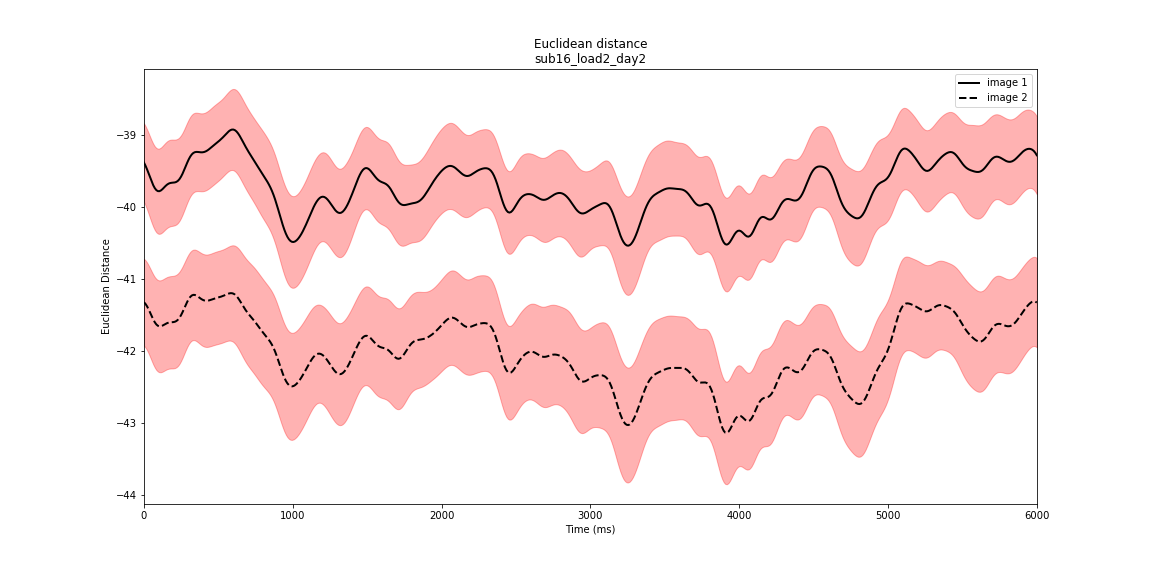 Euclidean distance
sub16_load2_day2
image 1
image 2
Euclidean Distance
−39
−40
−41
−42
−43
−44
0
1000
2000
3000
4000
5000
6000
Time (ms)